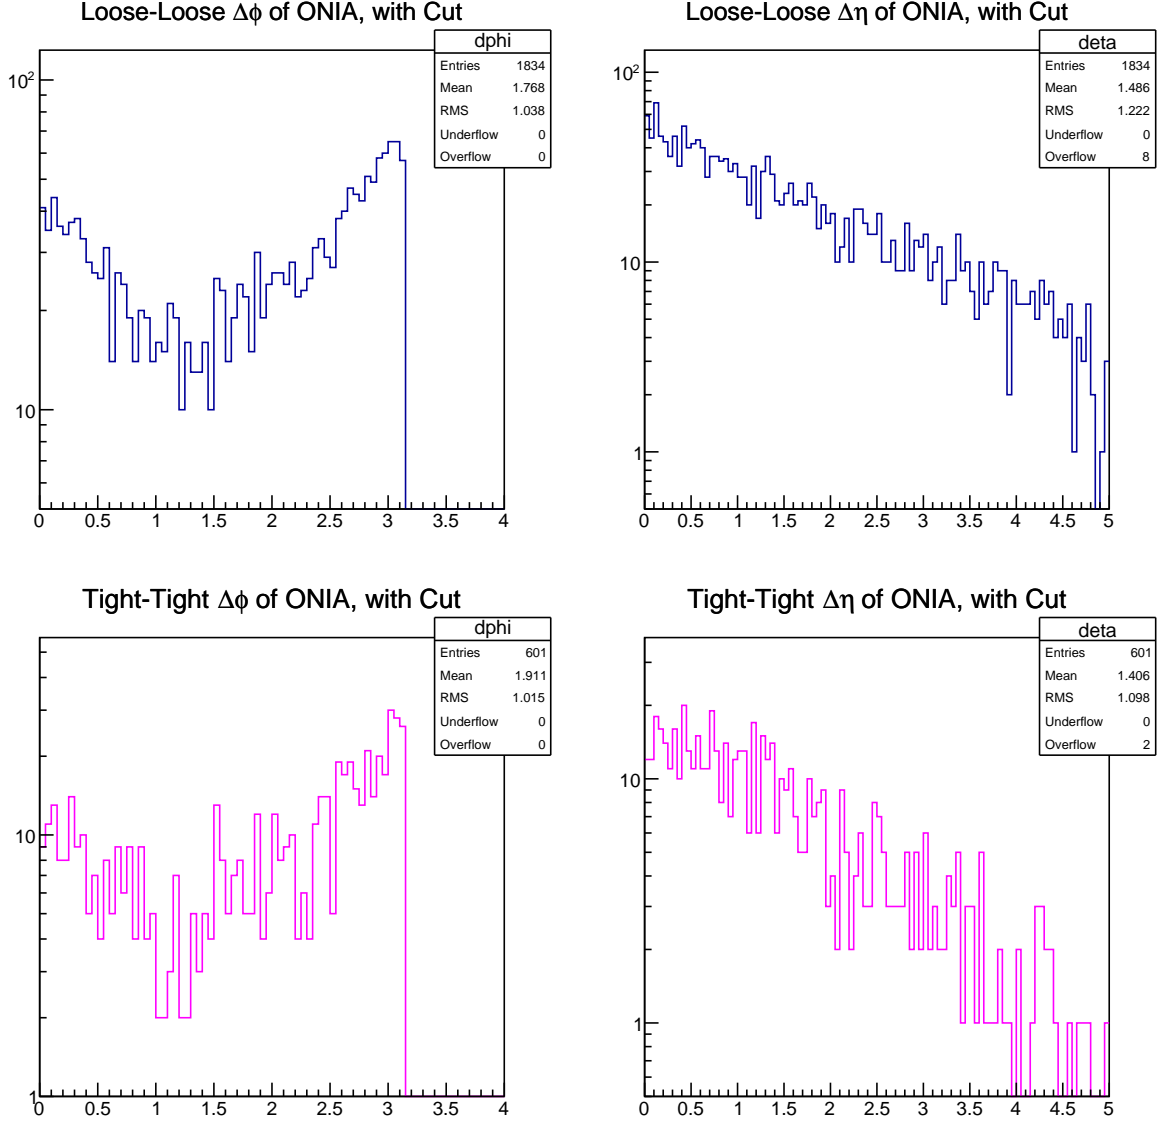 Loose-Loose Δϕ of ONIA, with Cut
dphi
Entries 1834
Mean 1.768
RMS 1.038
Underflow 0
Overflow 0
10²
10
0 0.5 1 1.5 2 2.5 3 3.5 4
Loose-Loose Δη of ONIA, with Cut
deta
Entries 1834
Mean 1.486
RMS 1.222
Underflow 0
Overflow 8
10²
10
1
0 0.5 1 1.5 2 2.5 3 3.5 4 4.5 5
Tight-Tight Δϕ of ONIA, with Cut
dphi
Entries 601
Mean 1.911
RMS 1.015
Underflow 0
Overflow 0
10
1
0 0.5 1 1.5 2 2.5 3 3.5 4
Tight-Tight Δη of ONIA, with Cut
deta
Entries 601
Mean 1.406
RMS 1.098
Underflow 0
Overflow 2
10
1
0 0.5 1 1.5 2 2.5 3 3.5 4 4.5 5